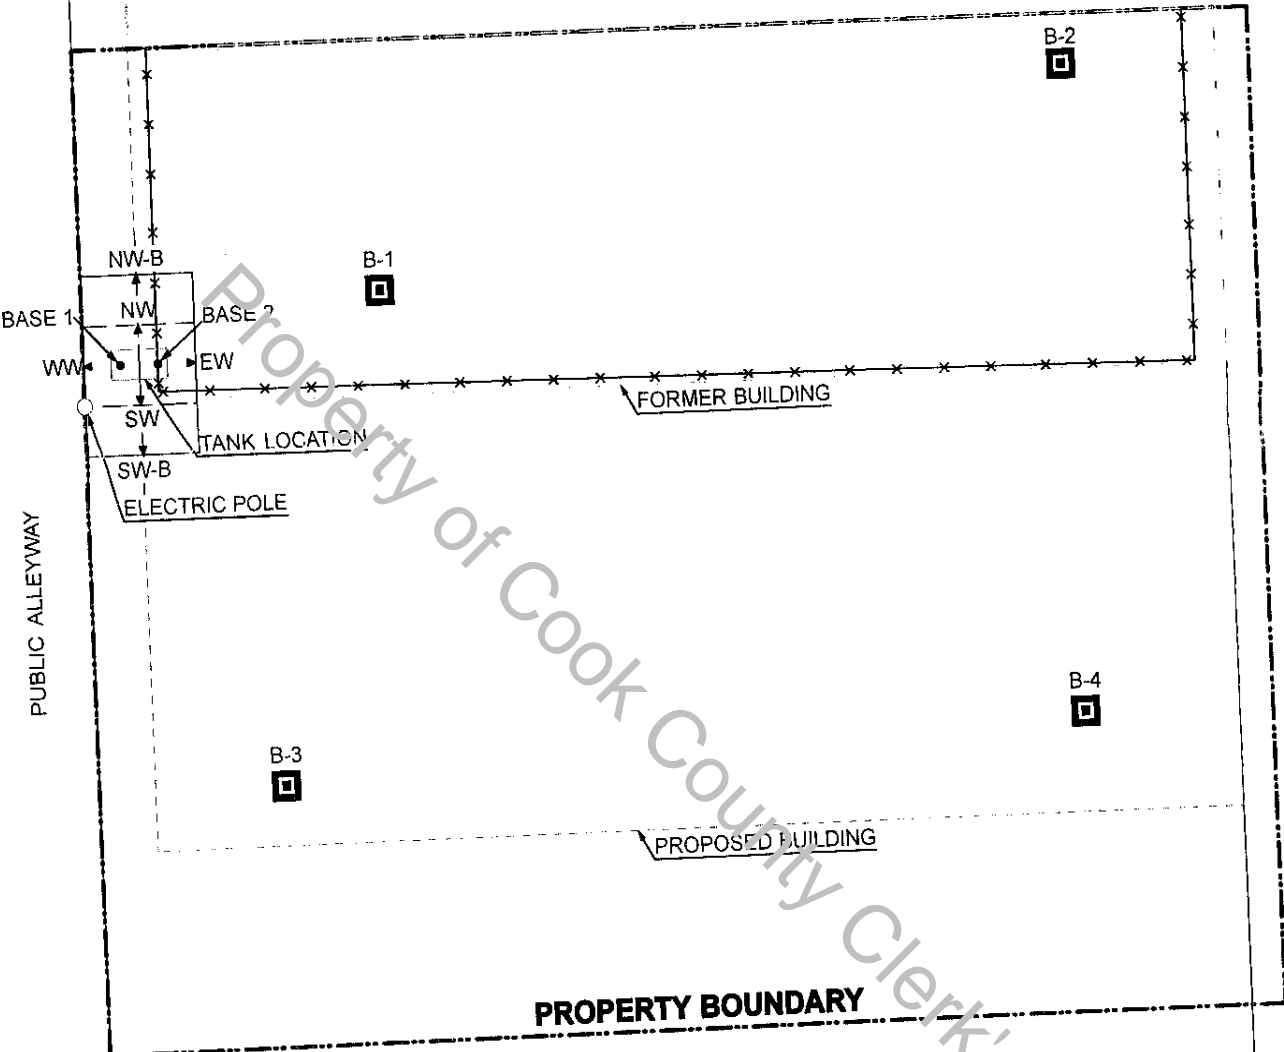 B-2
NW-B
B-1
NW
BASE 1
BASE 2
WW
EW
FORMER BUILDING
SW
TANK LOCATION
SW-B
ELECTRIC POLE
PUBLIC ALLEYWAY
B-4
B-3
PROPOSED BUILDING
PROPERTY BOUNDARY
Property of Cook County Clerk'